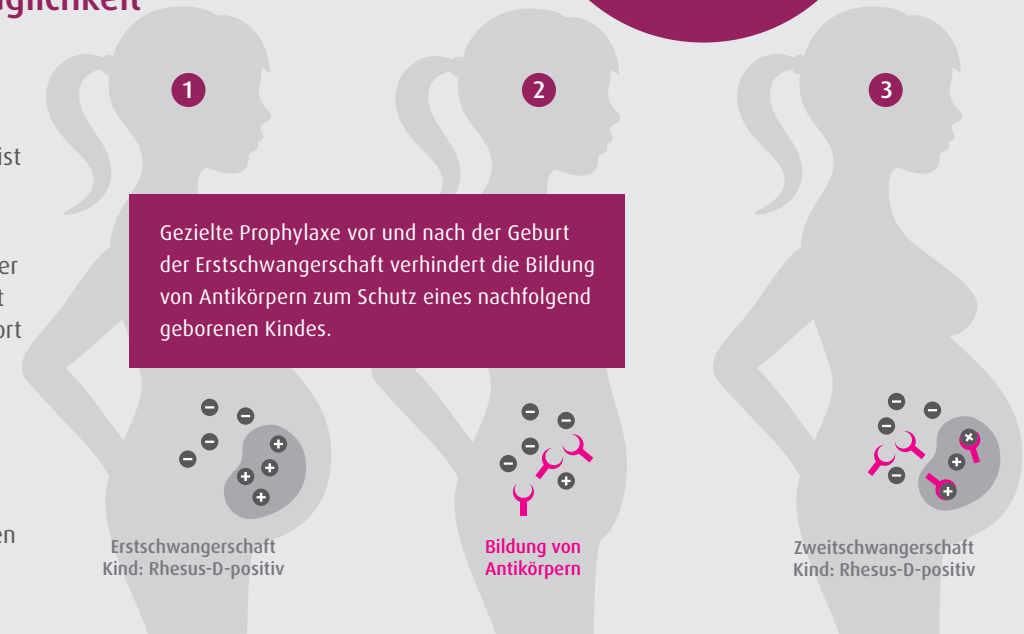 1
2
3
ist
Gezielte Prophylaxe vor und nach der Geburt
der Erstschwangerschaft verhindert die Bildung
von Antikörpern zum Schutz eines nachfolgend
geborenen Kindes.
Erstschwangerschaft
Kind: Rhesus-D-positiv
Bildung von
Antikörpern
Zweitschwangerschaft
Kind: Rhesus-D-positiv